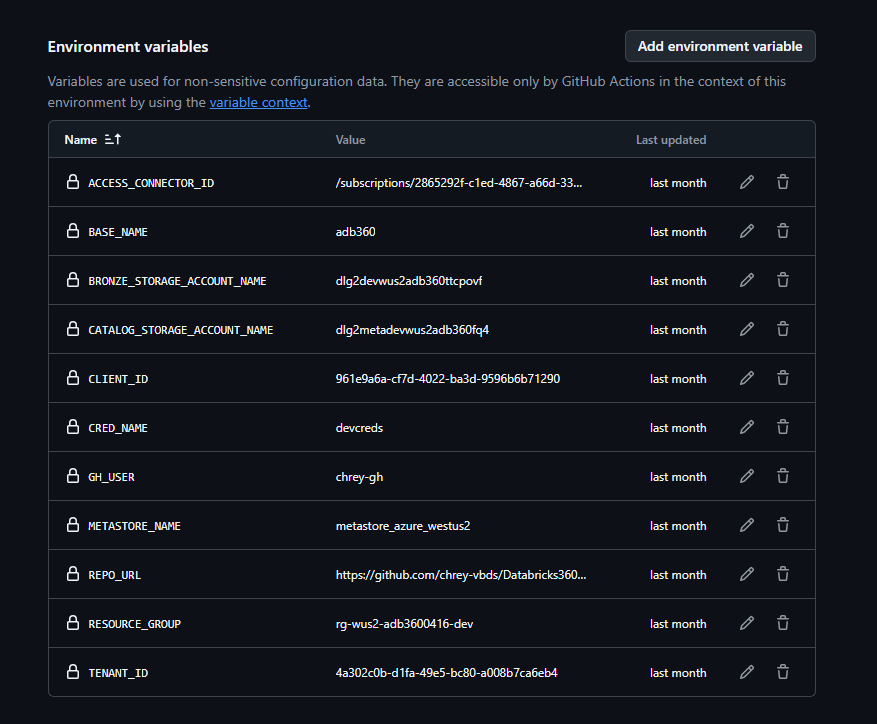 Environment variables
Add environment variable
Variables are used for non-sensitive configuration data. They are accessible only by GitHub Actions in the context of this
environment by using the variable context.
Name Value Last updated
ACCESS_CONNECTOR_ID /subscriptions/2865292f-c1ed-4867-a66d-33... last month
BASE_NAME adb360 last month
BRONZE_STORAGE_ACCOUNT_NAME dlg2devwus2adb360ttcpovf last month
CATALOG_STORAGE_ACCOUNT_NAME dlg2metadevwus2adb360fq4 last month
CLIENT_ID 961e9a6a-cf7d-4022-ba3d-9596b6b71290 last month
CRED_NAME devcreds last month
GH_USER chrey-gh last month
METASTORE_NAME metastore_azure_westus2 last month
REPO_URL https://github.com/chrey-vbds/Databricks360... last month
RESOURCE_GROUP rg-wus2-adb3600416-dev last month
TENANT_ID 4a302c0b-d1fa-49e5-bc80-a008b7ca6eb4 last month